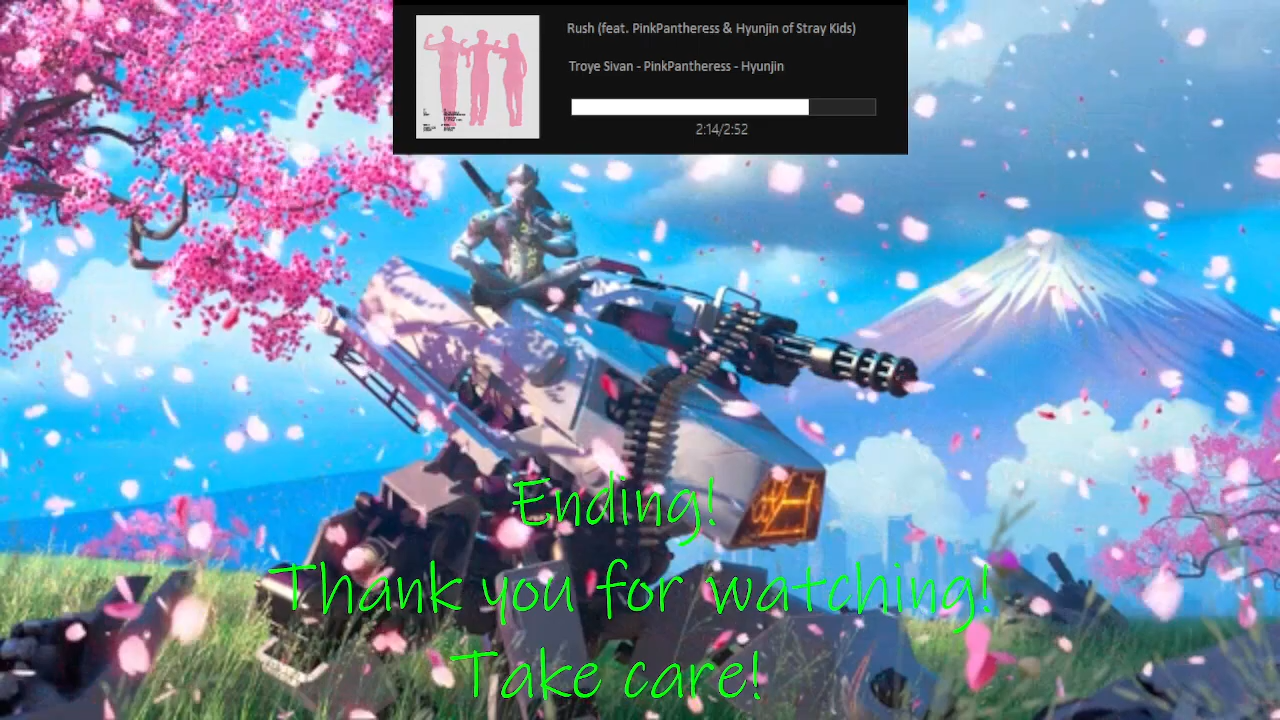 Rush (feat. PinkPantheress & Hyunjin of Stray Kids)
Troye Sivan - PinkPantheress - Hyunjin
2:14/2:52
Ending!
Thank you for watching!
Take care!